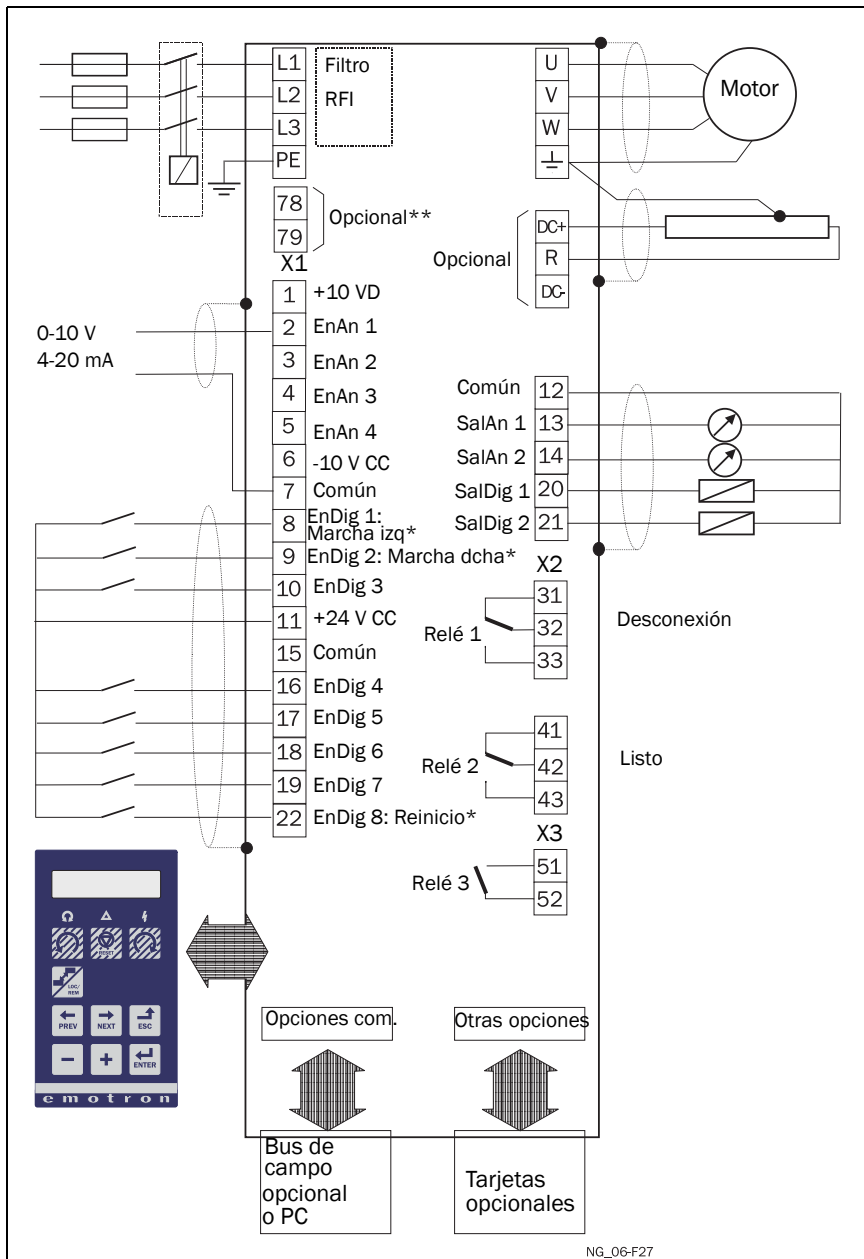 L1
Filtro
L2
RFI
L3
PE
U
V
W
Motor
78
79
Opcional**
DC+
R
DC-
Opcional
X1
1 +10 VD
2 EnAn 1
3 EnAn 2
4 EnAn 3
5 EnAn 4
6 -10 V CC
7 Común
8 EnDig 1:
Marcha izq*
9 EnDig 2: Marcha dcha*
10 EnDig 3
11 +24 V CC
15 Común
16 EnDig 4
17 EnDig 5
18 EnDig 6
19 EnDig 7
22 EnDig 8: Reinicio*
0-10 V
4-20 mA
Común 12
SalAn 1 13
SalAn 2 14
SalDig 1 20
SalDig 2 21
X2
31
Relé 1 32
33
Desconexión
41
Relé 2 42
43
Listo
X3
51
Relé 3
52
RESET
LOC/
REM
PREV
NEXT
ESC
− + ENTER
emotron
Opciones com.
Otras opciones
Bus de
campo
opcional
o PC
Tarjetas
opcionales
NG_06-F27